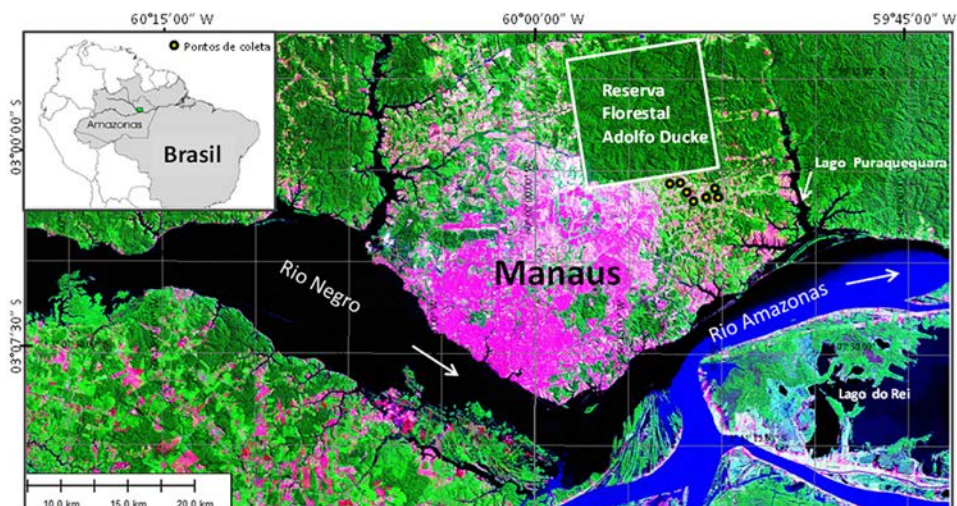 60°15′00″ W
60°00′00″ W
59°45′00″ W
Pontos de coleta
Amazonas
Brasil
03°00′00″ S
03°07′30″ S
Reserva
Florestal
Adolfo Ducke
Lago Puraquequara
Manaus
Rio Negro
Rio Amazonas
Lago do Rei
10.0 km
15.0 km
20.0 km